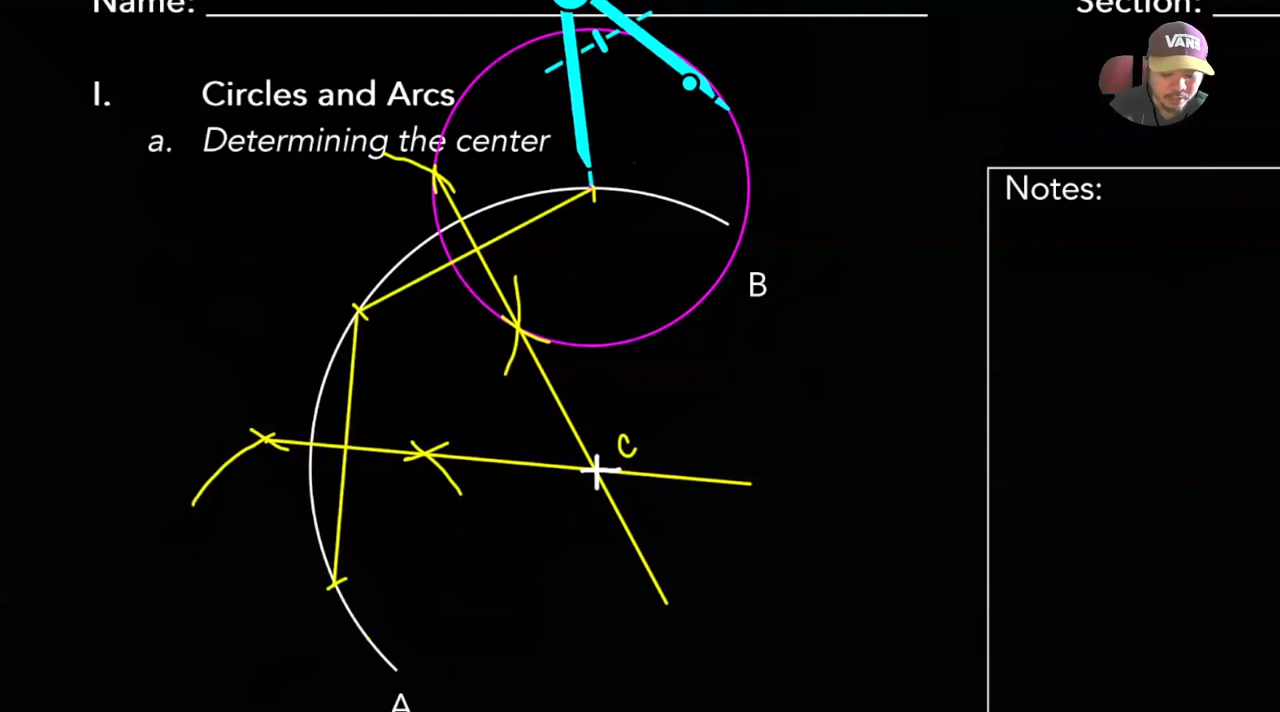 Name:
Section:
VANS
I.
Circles and Arcs
a. Determining the center
Notes:
B
C
A